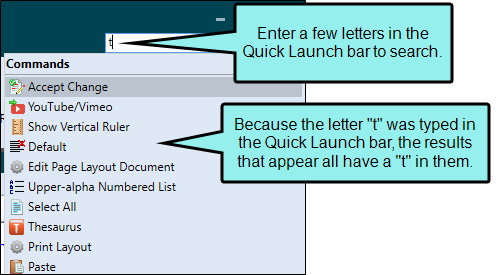 Enter a few letters in the
Quick Launch bar to search.
t
Commands
Accept Change
YouTube/Vimeo
Show Vertical Ruler
Default
Edit Page Layout Document
Upper-alpha Numbered List
Select All
Thesaurus
Print Layout
Paste
Because the letter "t" was typed in
the Quick Launch bar, the results
that appear all have a "t" in them.